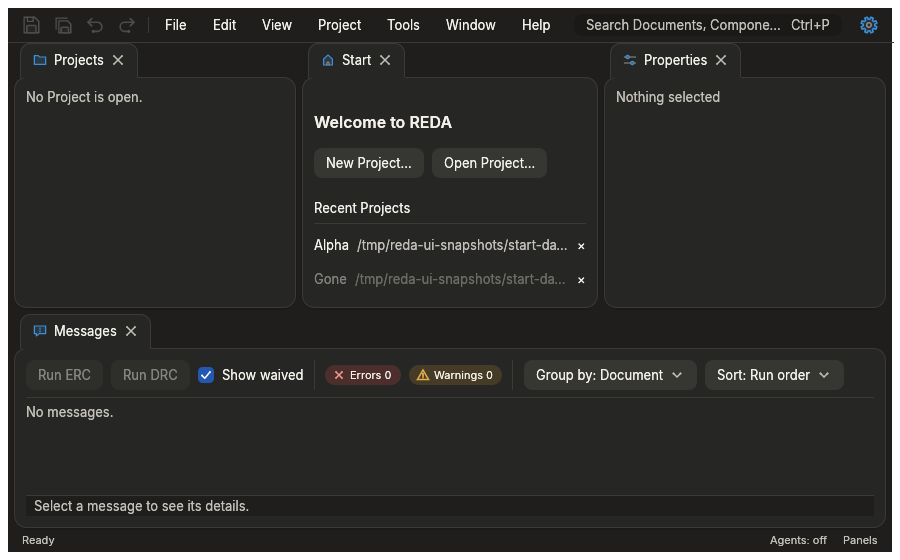 File Edit View Project Tools Window Help Search Documents, Compone... Ctrl+P
Projects
No Project is open.
Start
Welcome to REDA
New Project... Open Project...
Recent Projects
Alpha /tmp/reda-ui-snapshots/start-da... ×
Gone /tmp/reda-ui-snapshots/start-da... ×
Properties
Nothing selected
Messages
Run ERC Run DRC Show waived Errors 0 Warnings 0 Group by: Document Sort: Run order
No messages.
Select a message to see its details.
Ready Agents: off Panels